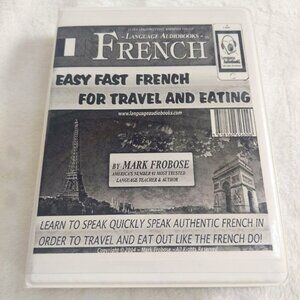 - LANGUAGE AUDIOBOOKS -
FRENCH
EASY FAST FRENCH
FOR TRAVEL AND EATING
www.languageaudiobooks.com
BY MARK FROBOSE
AMERICA'S NUMBER #1 MOST TRUSTED
LANGUAGE TEACHER & AUTHOR
LEARN TO SPEAK QUICKLY SPEAK AUTHENTIC FRENCH IN
ORDER TO TRAVEL AND EAT OUT LIKE THE FRENCH DO!